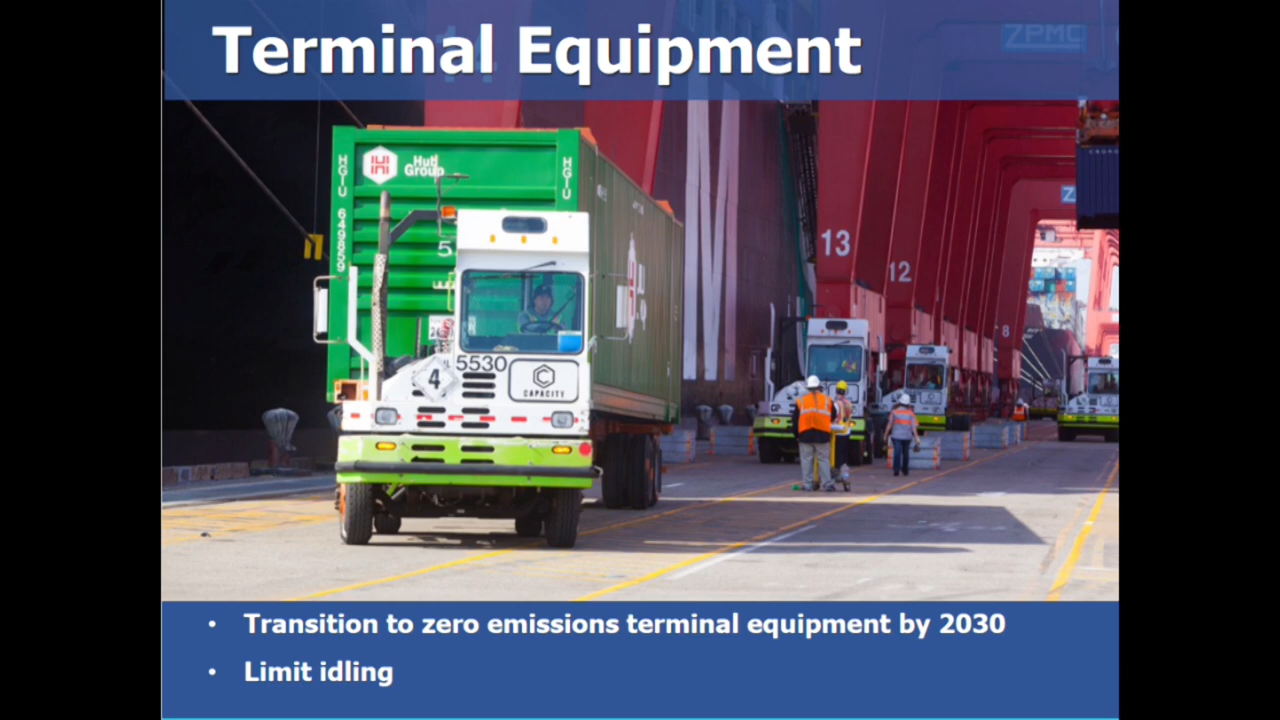 Terminal Equipment
ZPMC
HGIU 649859
HGIU
Hutl
Group
5
13
12
8
5530
4
CAPACITY
• Transition to zero emissions terminal equipment by 2030
• Limit idling